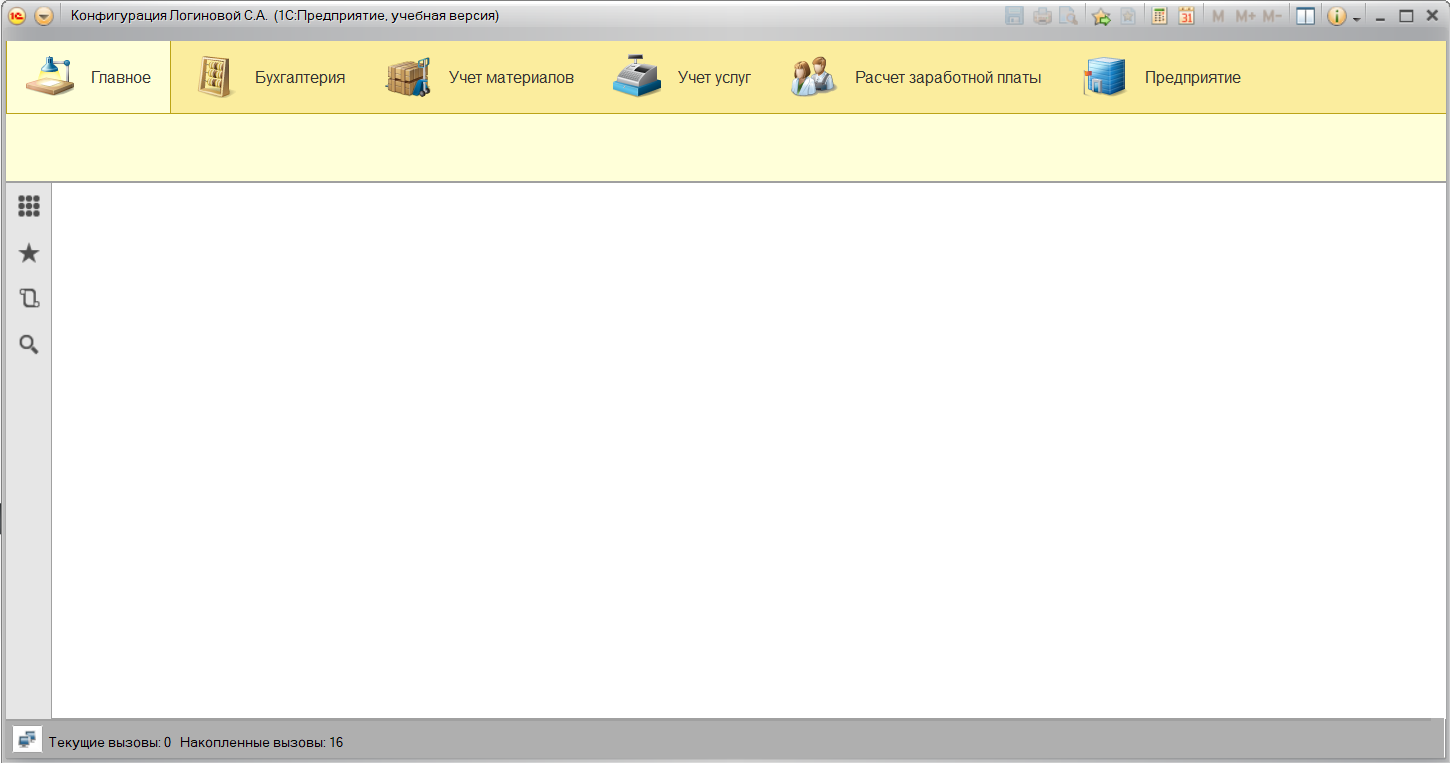 Конфигурация Логиновой С.А. (1С:Предприятие, учебная версия)
31 M M+ M-
Главное Бухгалтерия Учет материалов Учет услуг Расчет заработной платы Предприятие
Текущие вызовы: 0 Накопленные вызовы: 16